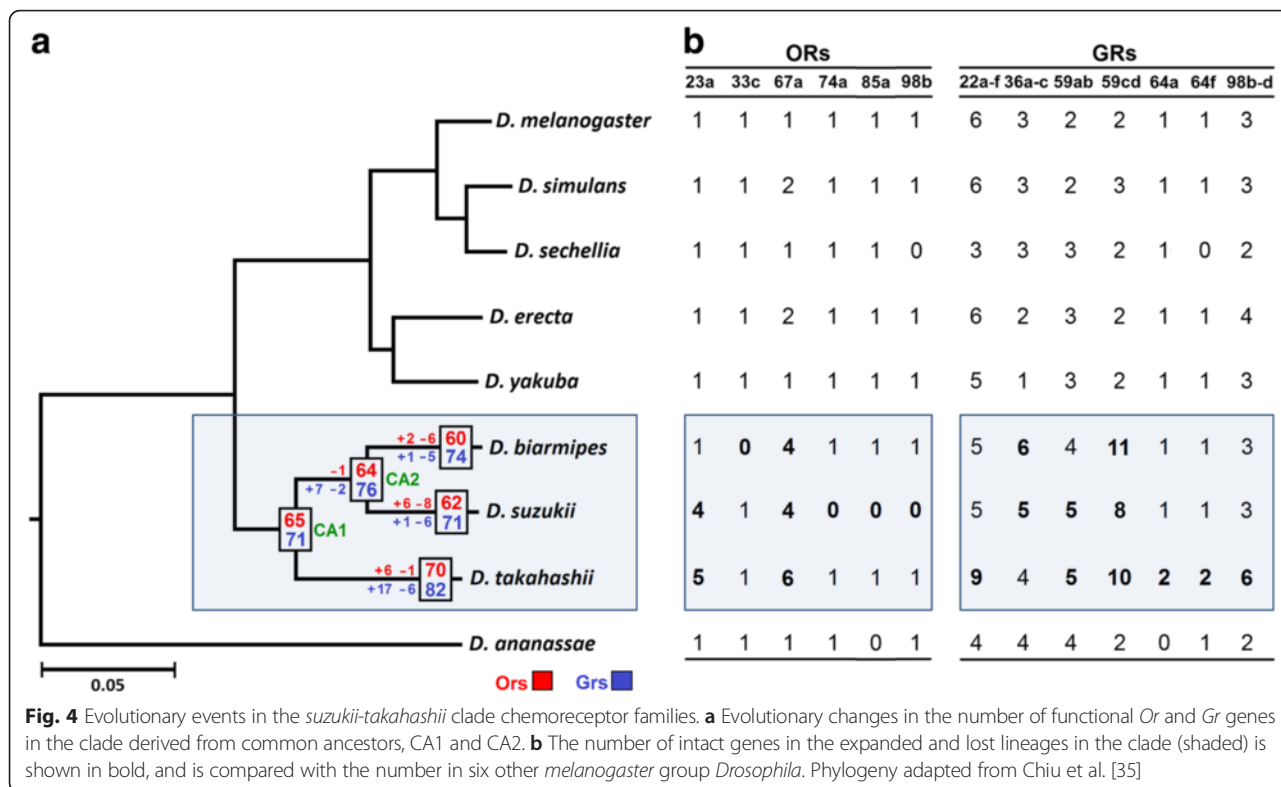 a
b
ORs
GRs
23a 33c 67a 74a 85a 98b
22a-f 36a-c 59ab 59cd 64a 64f 98b-d
D. melanogaster 1 1 1 1 1 1 6 3 2 2 1 1 3
D. simulans 1 1 2 1 1 1 6 3 2 3 1 1 3
D. sechellia 1 1 1 1 1 0 3 3 3 2 1 0 2
D. erecta 1 1 2 1 1 1 6 2 3 2 1 1 4
D. yakuba 1 1 1 1 1 1 5 1 3 2 1 1 3
+2 -6 60
+1 -5 74
D. biarmipes 1 0 4 1 1 1 5 6 4 11 1 1 3
-1 64
+7 -2 76
CA2
+6 -8 62
+1 -6 71
D. suzukii 4 1 4 0 0 0 5 5 5 8 1 1 3
65
71
CA1
+6 -1 70
+17 -6 82
D. takahashii 5 1 6 1 1 1 9 4 5 10 2 2 6
D. ananassae 1 1 1 1 0 1 4 4 4 2 0 1 2
0.05
Ors Grs
Fig. 4 Evolutionary events in the suzukii-takahashii clade chemoreceptor families. a Evolutionary changes in the number of functional Or and Gr genes
in the clade derived from common ancestors, CA1 and CA2. b The number of intact genes in the expanded and lost lineages in the clade (shaded) is
shown in bold, and is compared with the number in six other melanogaster group Drosophila. Phylogeny adapted from Chiu et al. [35]